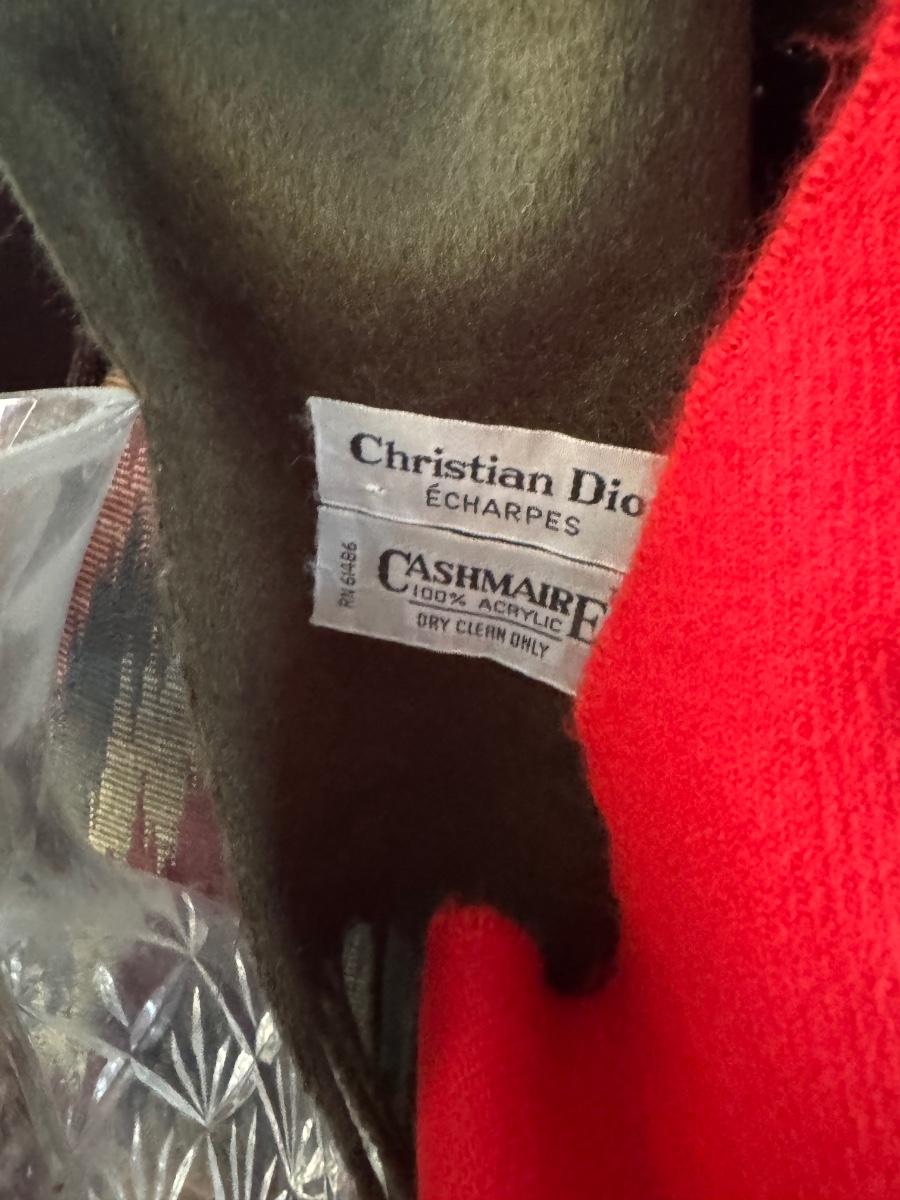 Christian Dio
ÉCHARPES
RN 61486
CASHMAIRE
100% ACRYLIC
DRY CLEAN ONLY